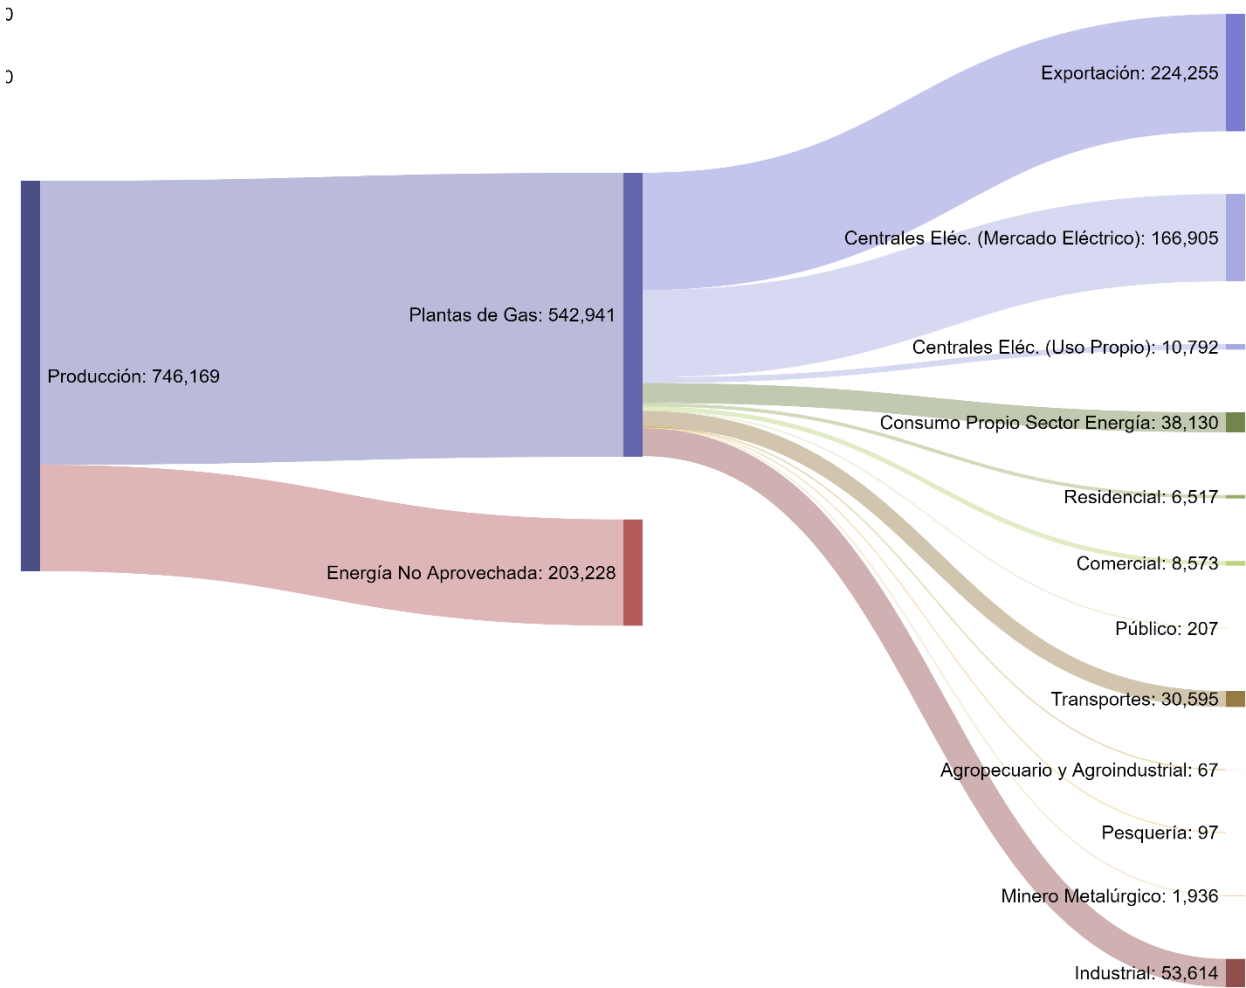 0
0
Exportación: 224,255
Centrales Eléc. (Mercado Eléctrico): 166,905
Plantas de Gas: 542,941
Centrales Eléc. (Uso Propio): 10,792
Producción: 746,169
Consumo Propio Sector Energía: 38,130
Residencial: 6,517
Comercial: 8,573
Energía No Aprovechada: 203,228
Público: 207
Transportes: 30,595
Agropecuario y Agroindustrial: 67
Pesquería: 97
Minero Metalúrgico: 1,936
Industrial: 53,614